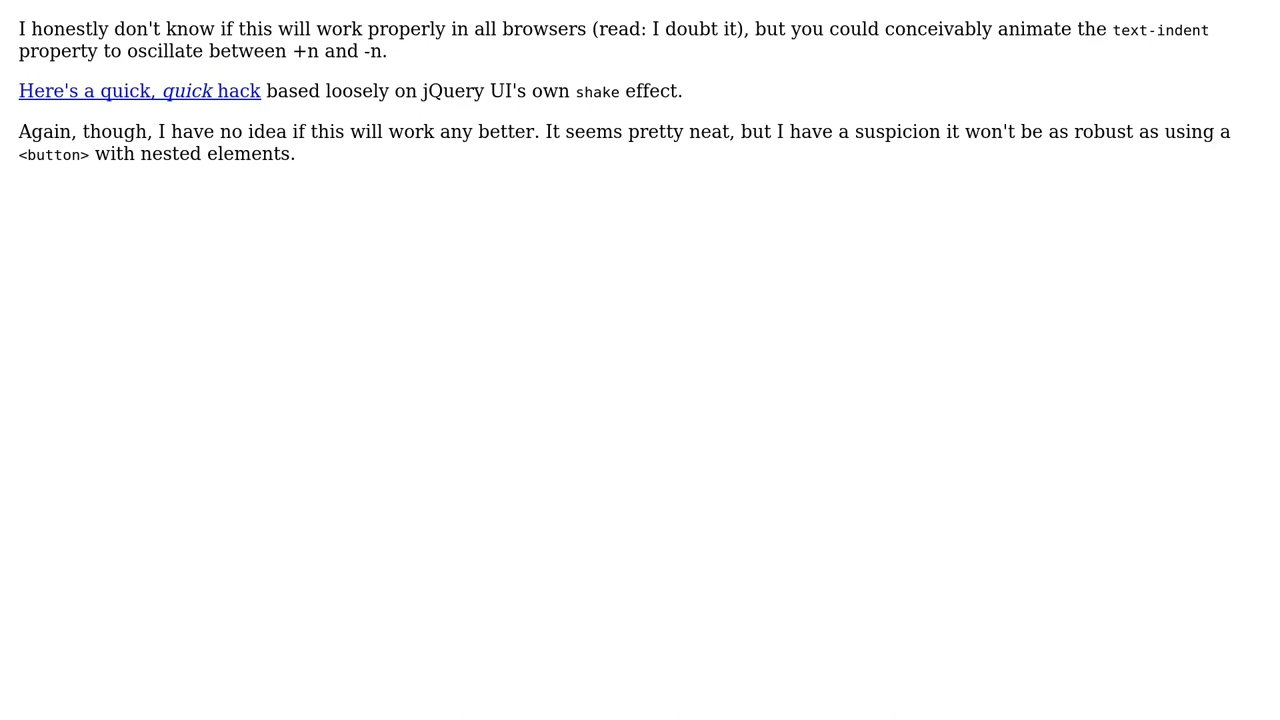 I honestly don't know if this will work properly in all browsers (read: I doubt it), but you could conceivably animate the text-indent
property to oscillate between +n and -n.
Here's a quick, quick hack based loosely on jQuery UI's own shake effect.
Again, though, I have no idea if this will work any better. It seems pretty neat, but I have a suspicion it won't be as robust as using a
<button> with nested elements.